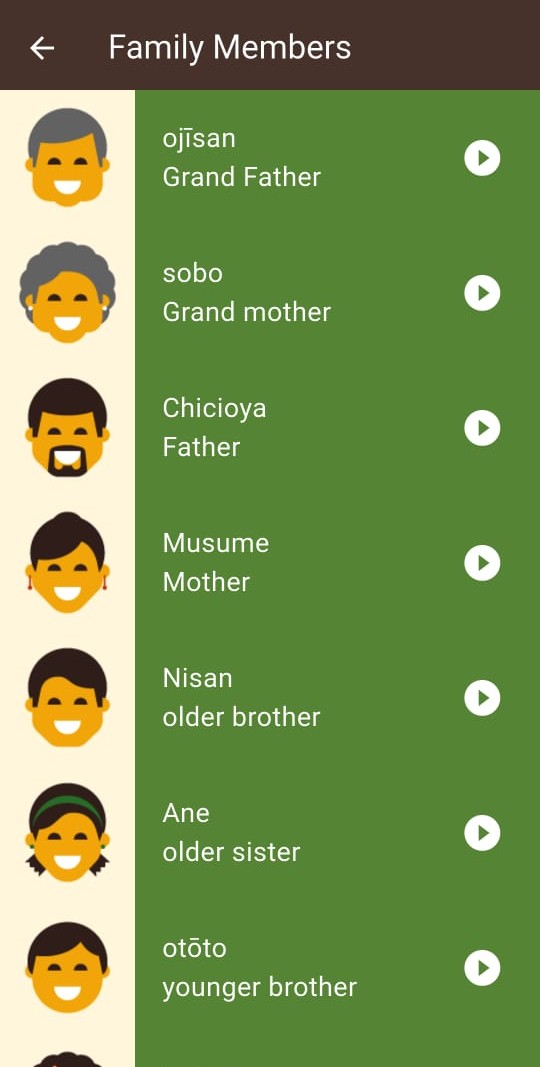 Family Members
ojīsan
Grand Father
sobo
Grand mother
Chicioya
Father
Musume
Mother
Nisan
older brother
Ane
older sister
otōto
younger brother